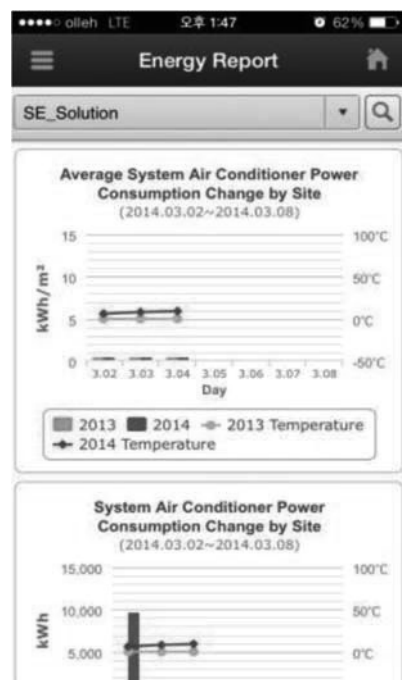 olleh LTE 오후 1:47 62%
Energy Report
SE_Solution
Average System Air Conditioner Power
Consumption Change by Site
(2014.03.02~2014.03.08)
15 100°C
10 50°C
5 0°C
0 -50°C
kWh/m²
3.02 3.03 3.04 3.05 3.06 3.07 3.08
Day
2013 2014 2013 Temperature
2014 Temperature
System Air Conditioner Power
Consumption Change by Site
(2014.03.02~2014.03.08)
15,000 100°C
10,000 50°C
5,000 0°C
kWh